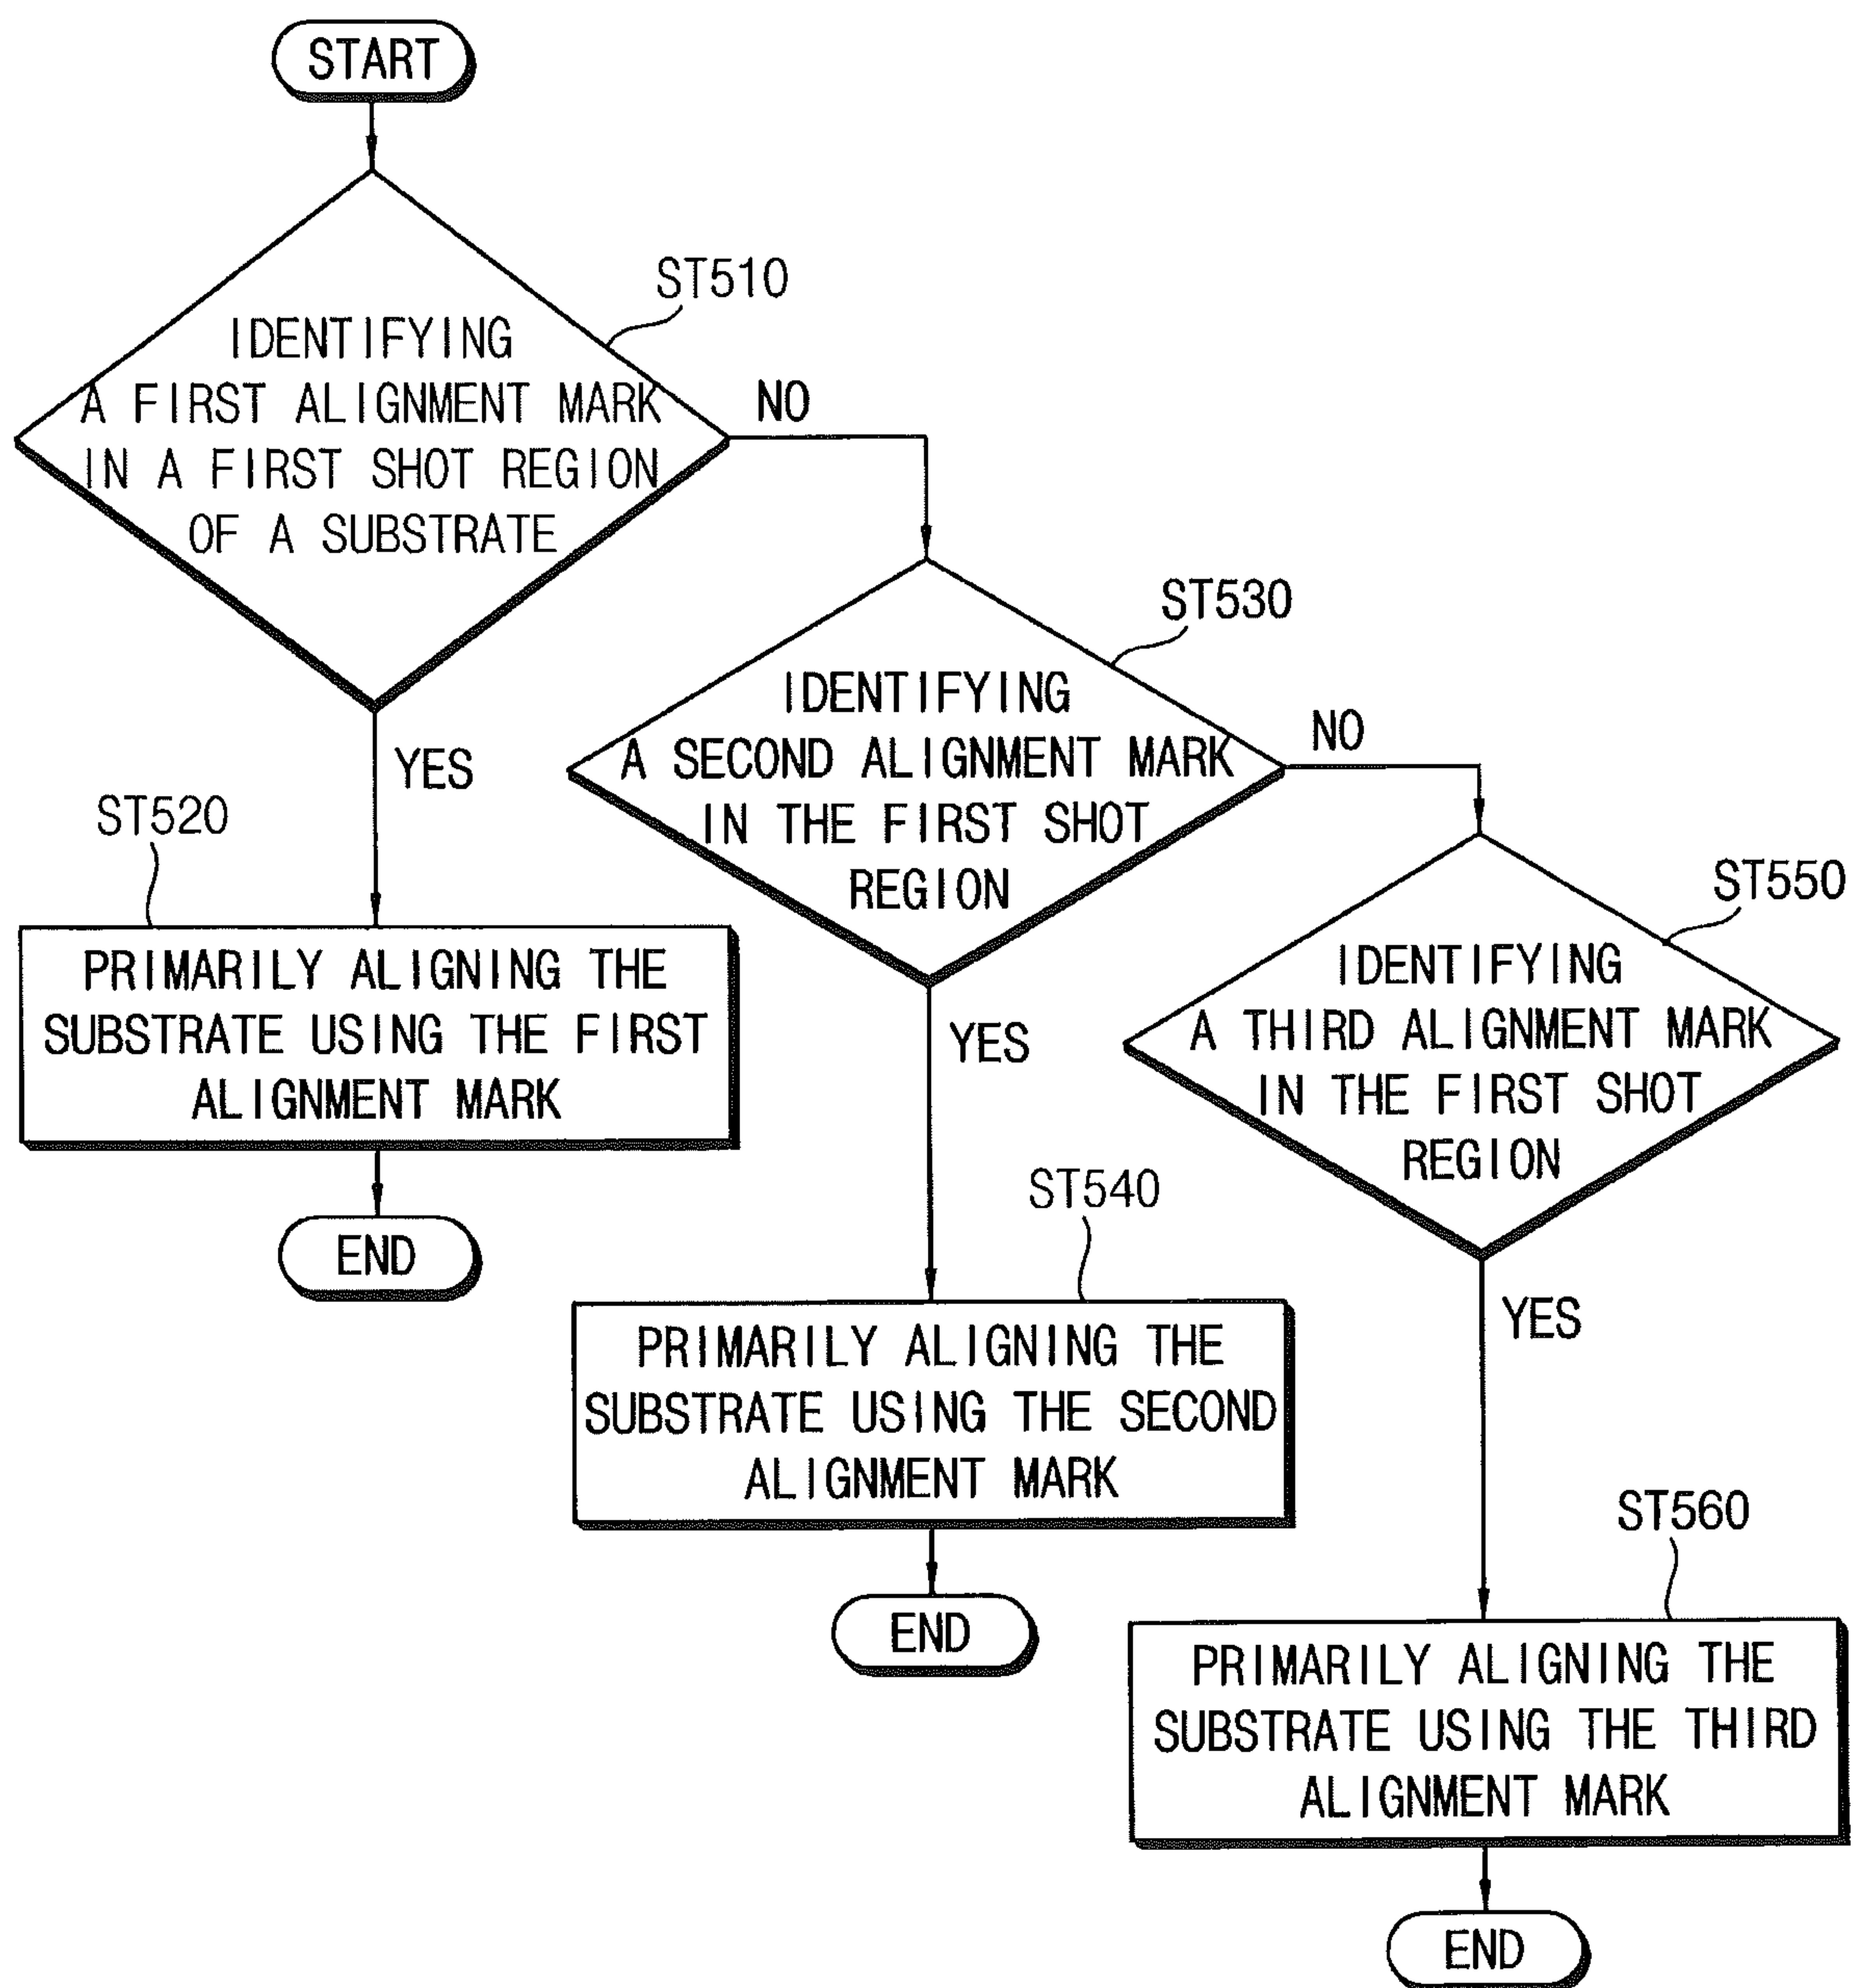 START
ST510
IDENTIFYING
A FIRST ALIGNMENT MARK
IN A FIRST SHOT REGION
OF A SUBSTRATE
NO
YES
ST520
PRIMARILY ALIGNING THE
SUBSTRATE USING THE FIRST
ALIGNMENT MARK
END
ST530
IDENTIFYING
A SECOND ALIGNMENT MARK
IN THE FIRST SHOT
REGION
NO
YES
ST540
PRIMARILY ALIGNING THE
SUBSTRATE USING THE SECOND
ALIGNMENT MARK
END
ST550
IDENTIFYING
A THIRD ALIGNMENT MARK
IN THE FIRST SHOT
REGION
YES
ST560
PRIMARILY ALIGNING THE
SUBSTRATE USING THE THIRD
ALIGNMENT MARK
END